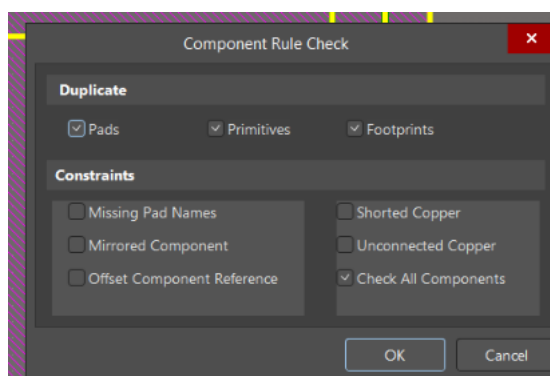 Component Rule Check
Duplicate
Pads Primitives Footprints
Constraints
Missing Pad Names Shorted Copper
Mirrored Component Unconnected Copper
Offset Component Reference Check All Components
OK Cancel